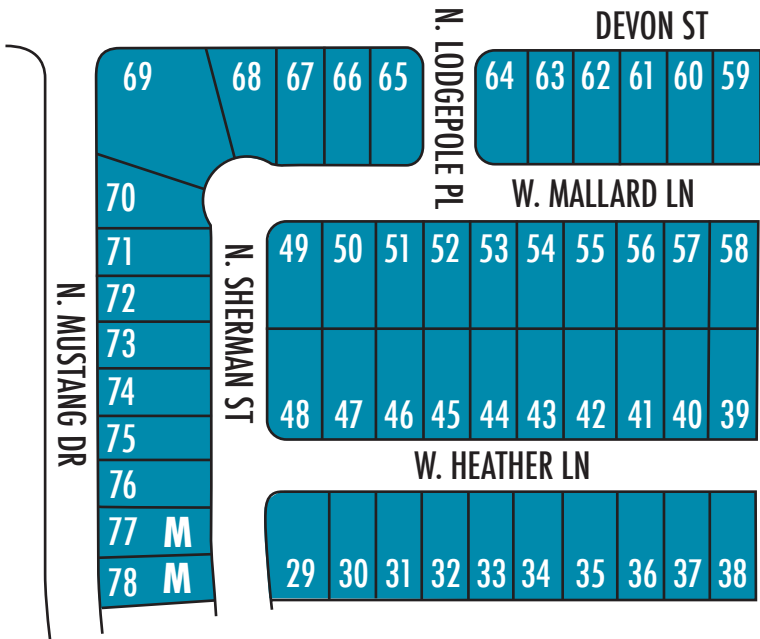 DEVON ST
N. LODGEPOLE PL
69 68 67 66 65 64 63 62 61 60 59
W. MALLARD LN
70
71
72
73
74
75
76
77 M
78 M
N. MUSTANG DR
N. SHERMAN ST
49 50 51 52 53 54 55 56 57 58
48 47 46 45 44 43 42 41 40 39
W. HEATHER LN
29 30 31 32 33 34 35 36 37 38